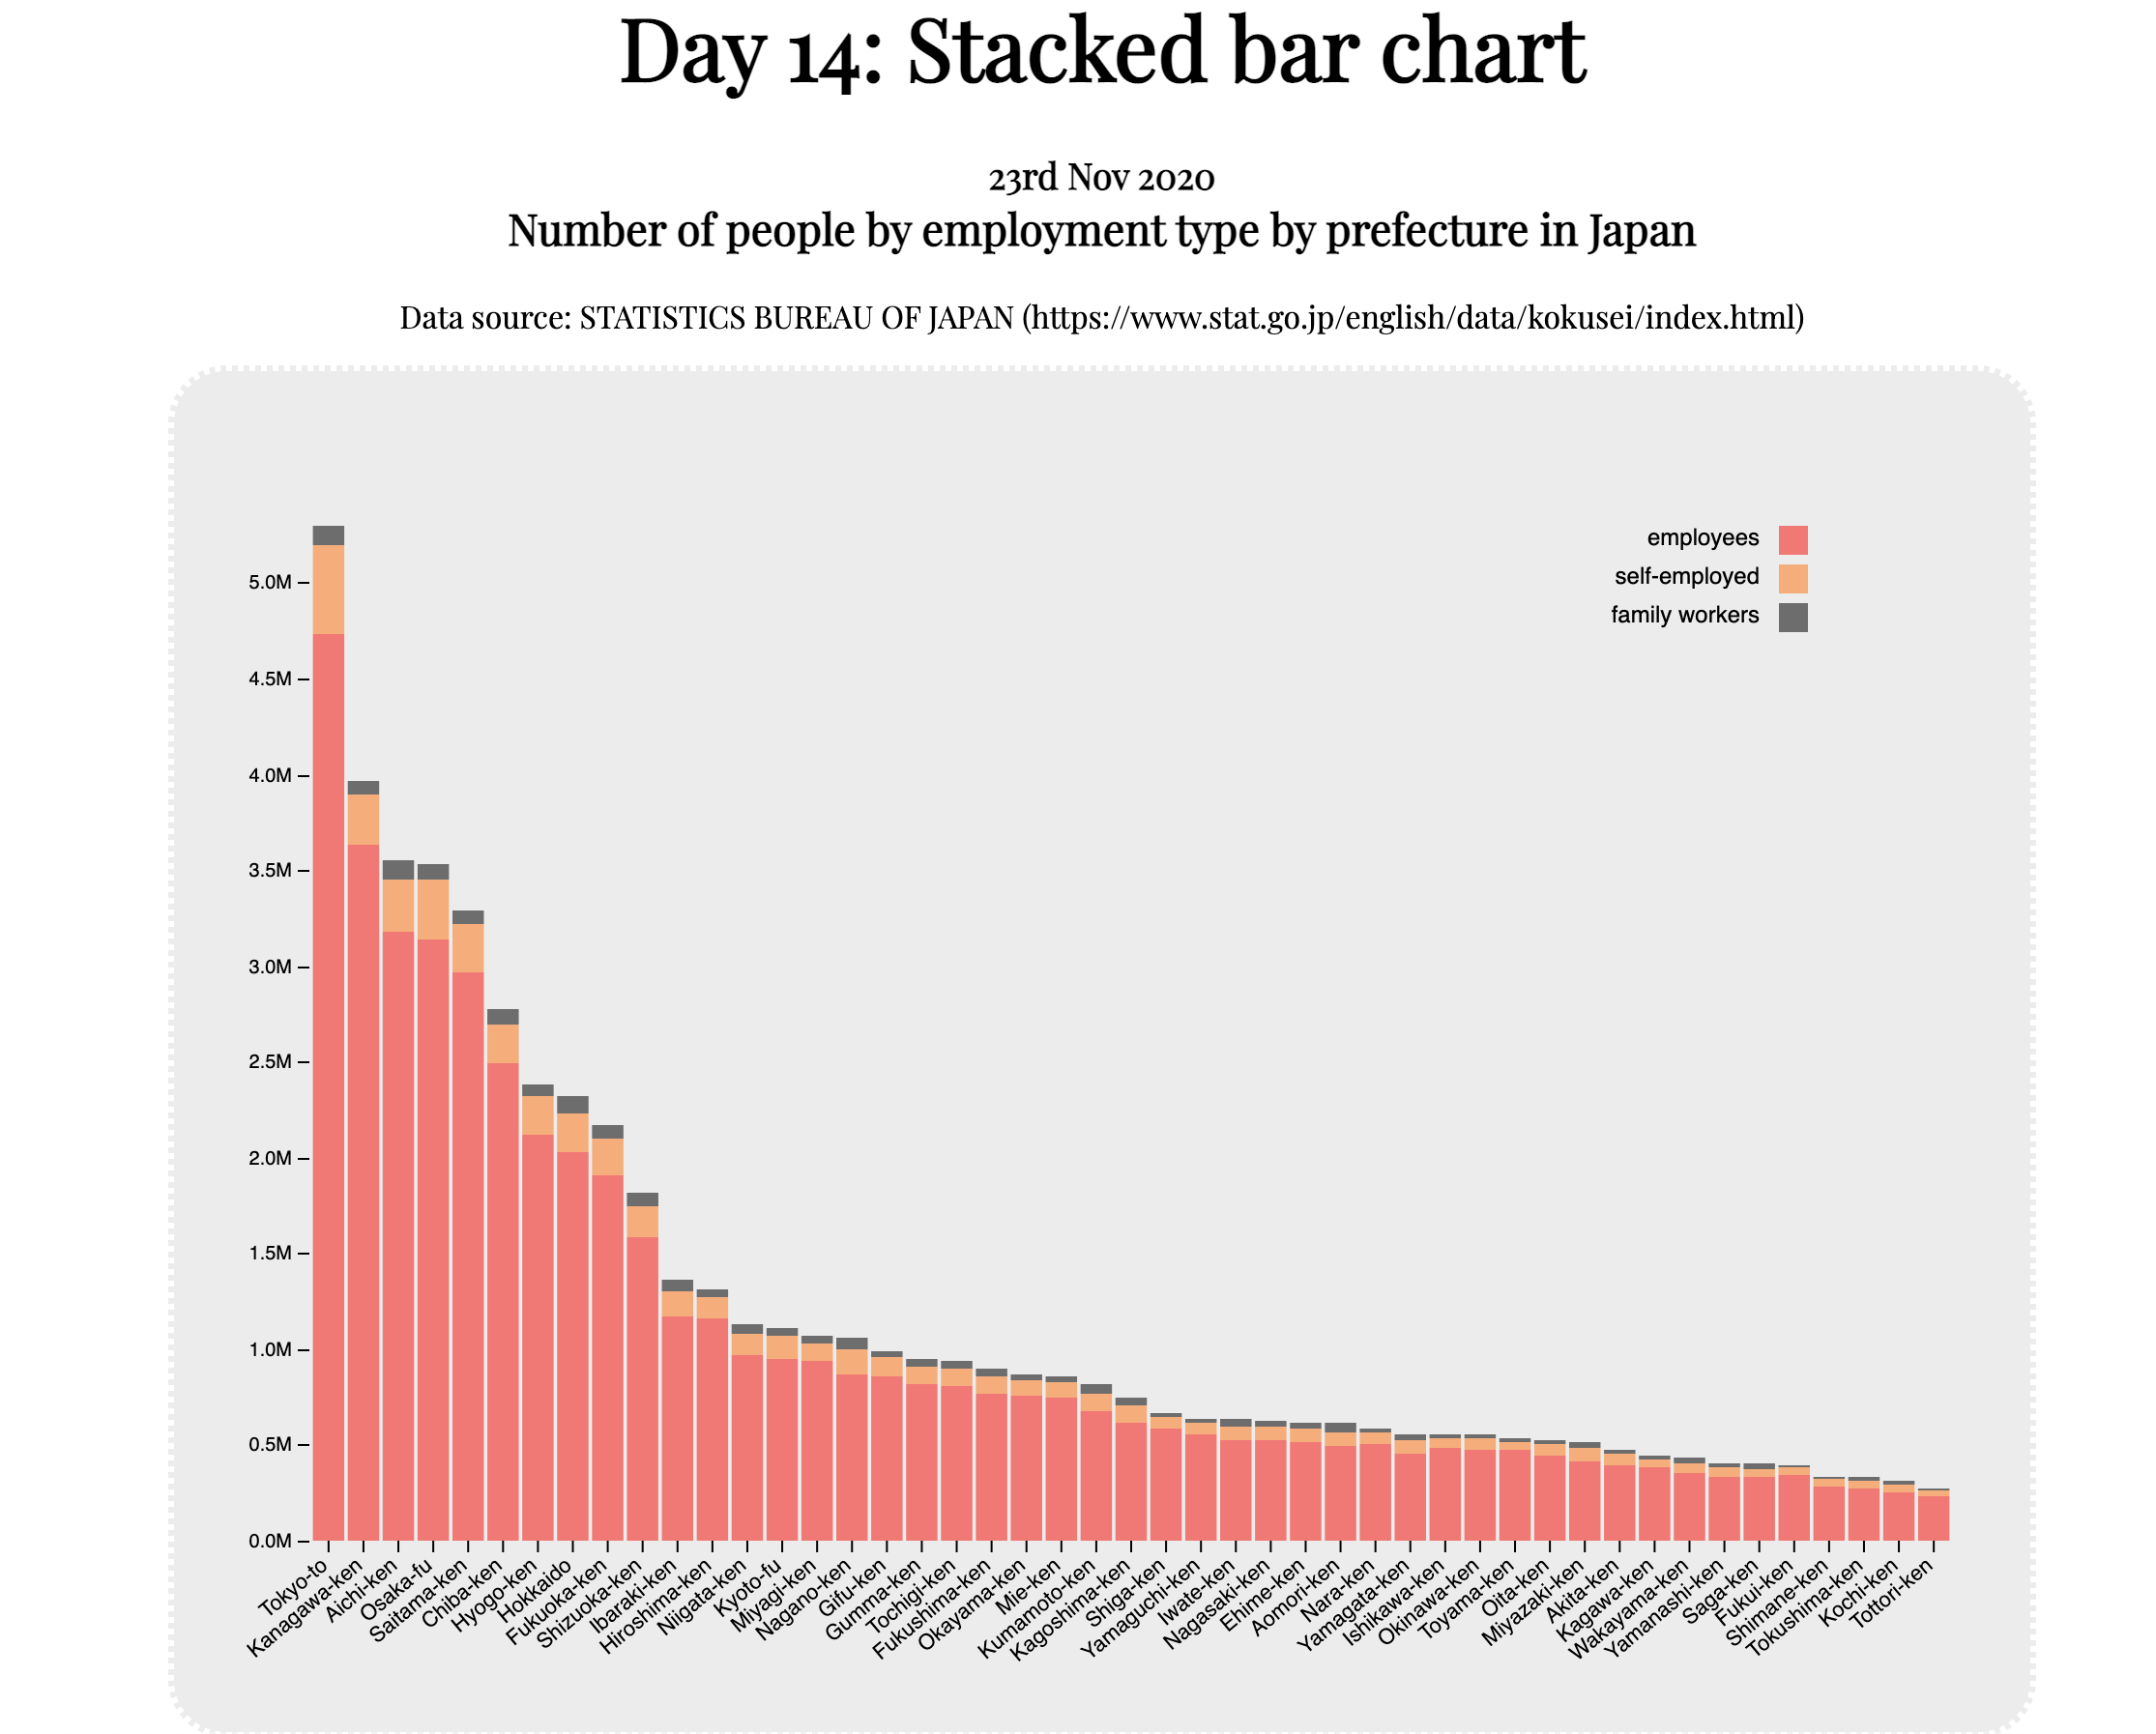 Day 14: Stacked bar chart
23rd Nov 2020
Number of people by employment type by prefecture in Japan
Data source: STATISTICS BUREAU OF JAPAN (https://www.stat.go.jp/english/data/kokusei/index.html)
employees
self-employed
family workers
5.0M
4.5M
4.0M
3.5M
3.0M
2.5M
2.0M
1.5M
1.0M
0.5M
0.0M
Tokyo-to
Kanagawa-ken
Aichi-ken
Osaka-fu
Saitama-ken
Chiba-ken
Hyogo-ken
Hokkaido
Fukuoka-ken
Shizuoka-ken
Ibaraki-ken
Hiroshima-ken
Niigata-ken
Kyoto-fu
Miyagi-ken
Nagano-ken
Gifu-ken
Gumma-ken
Tochigi-ken
Fukushima-ken
Okayama-ken
Mie-ken
Kumamoto-ken
Kagoshima-ken
Shiga-ken
Yamaguchi-ken
Iwate-ken
Nagasaki-ken
Ehime-ken
Aomori-ken
Nara-ken
Yamagata-ken
Ishikawa-ken
Okinawa-ken
Toyama-ken
Oita-ken
Miyazaki-ken
Akita-ken
Kagawa-ken
Wakayama-ken
Yamanashi-ken
Saga-ken
Fukui-ken
Shimane-ken
Tokushima-ken
Kochi-ken
Tottori-ken